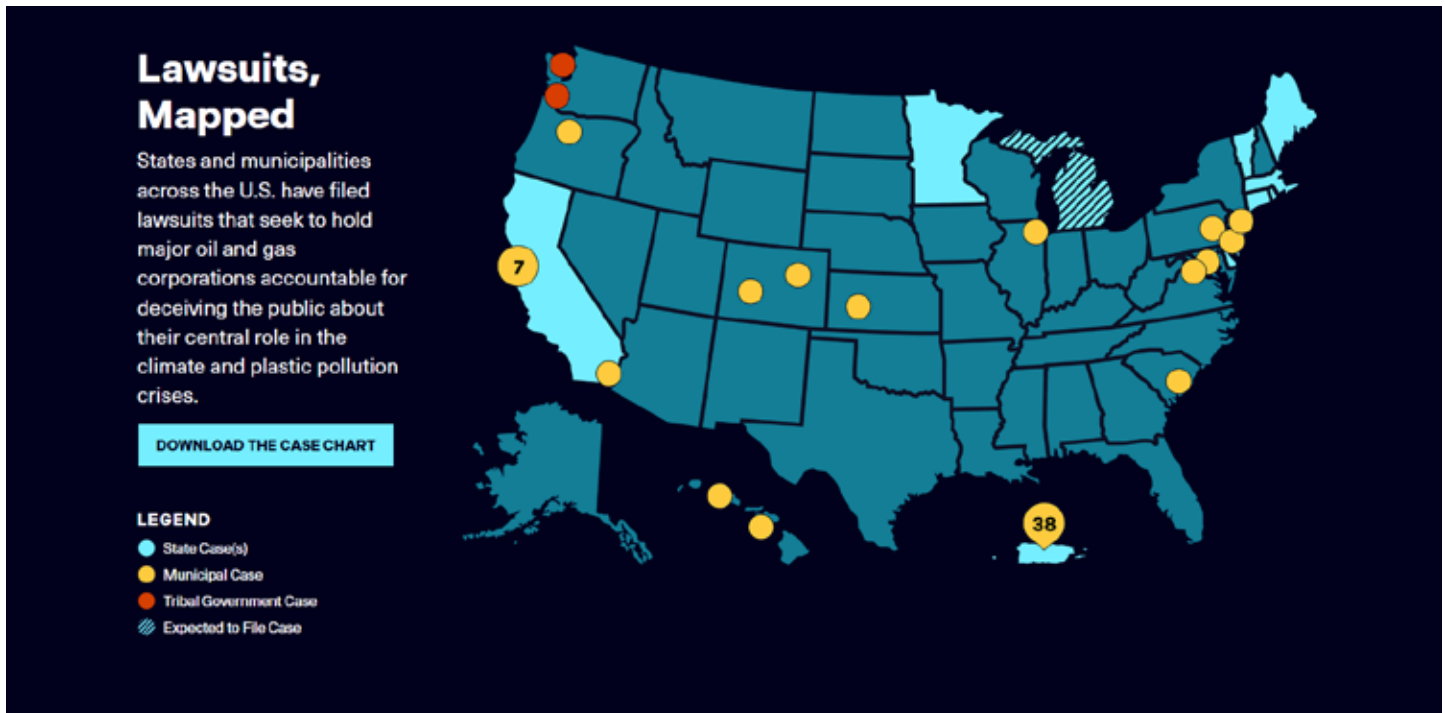 Lawsuits,
Mapped
States and municipalities
across the U.S. have filed
lawsuits that seek to hold
major oil and gas
corporations accountable for
deceiving the public about
their central role in the
climate and plastic pollution
crises.
DOWNLOAD THE CASE CHART
LEGEND
State Case(s)
Municipal Case
Tribal Government Case
Expected to File Case
7
38